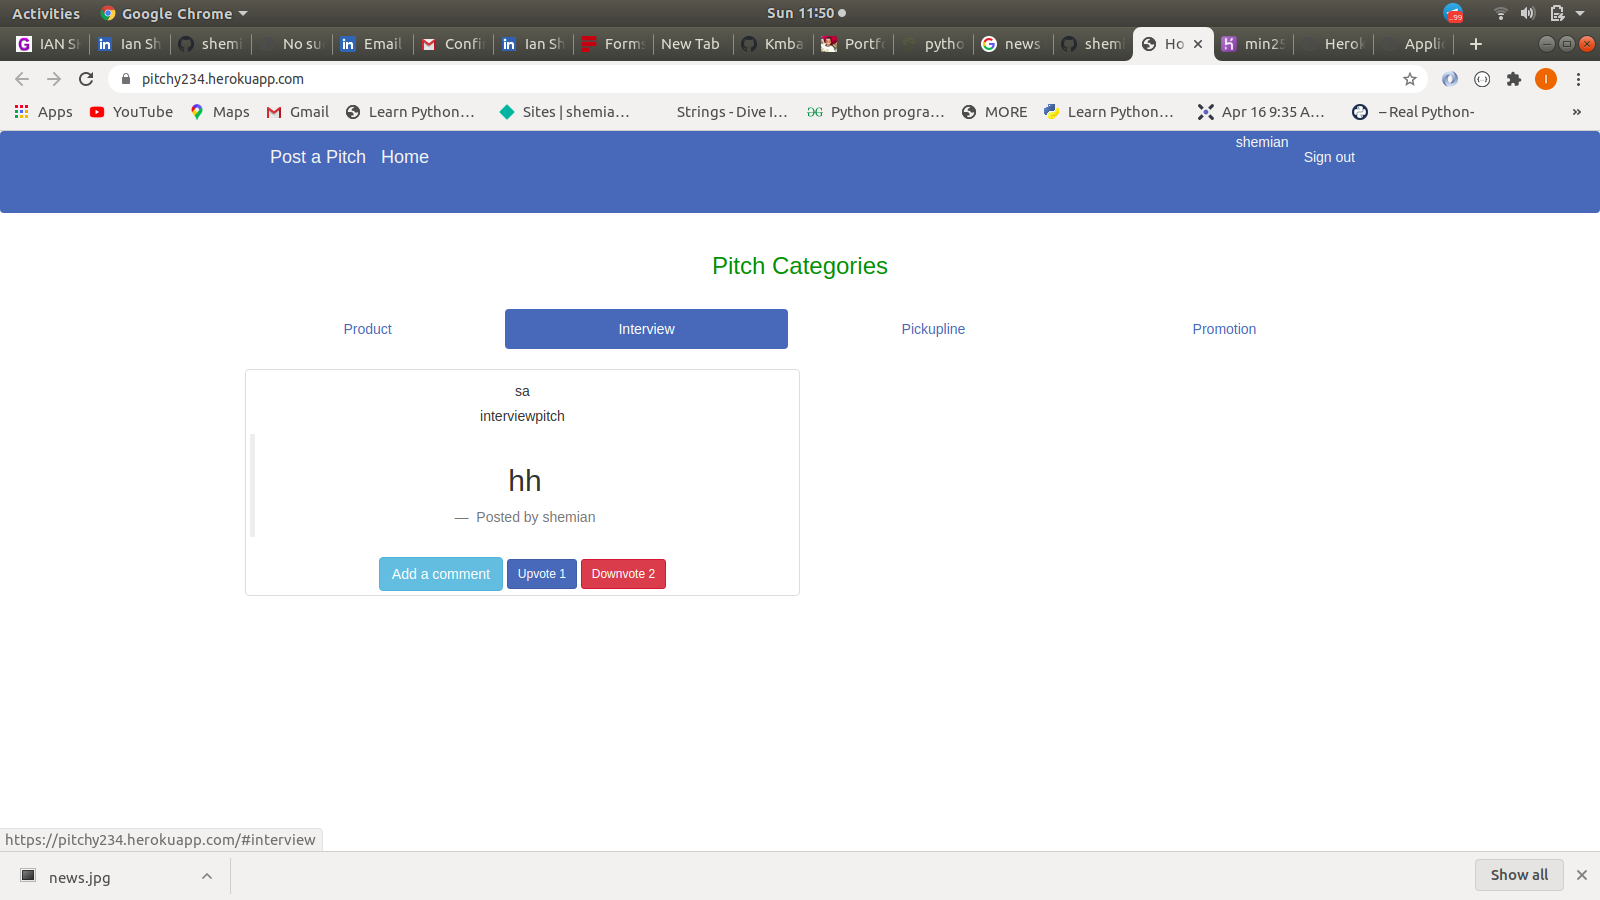 Activities Google Chrome Sun 11:50
IAN SH Ian Sh shemi No su Email Confi Ian Sh Forms New Tab Kmba Portfo pytho news shemi Ho min25 Herok Applic
pitchy234.herokuapp.com
Apps YouTube Maps Gmail Learn Python… Sites | shemia… Strings - Dive I… Python progra… MORE Learn Python… Apr 16 9:35 A… – Real Python-
Post a Pitch Home shemian Sign out
Pitch Categories
Product Interview Pickupline Promotion
sa
interviewpitch
hh
— Posted by shemian
Add a comment Upvote 1 Downvote 2
https://pitchy234.herokuapp.com/#interview
news.jpg Show all